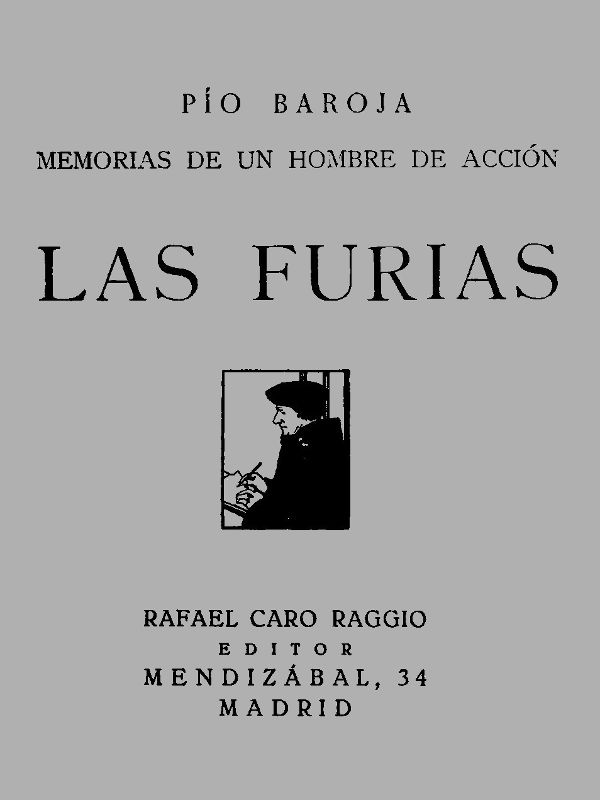 PÍO BAROJA
MEMORIAS DE UN HOMBRE DE ACCIÓN
LAS FURIAS
RAFAEL CARO RAGGIO
EDITOR
MENDIZÁBAL, 34
MADRID